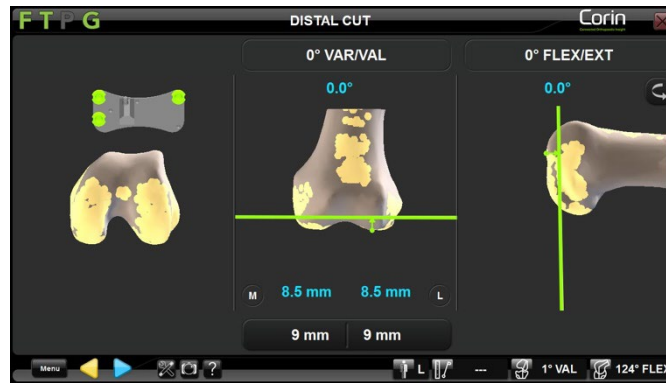 F T P G
DISTAL CUT
Corin
0° VAR/VAL
0° FLEX/EXT
0.0°
0.0°
M
8.5 mm
8.5 mm
L
9 mm
9 mm
Menu
?
L
---
1° VAL
124° FLEX